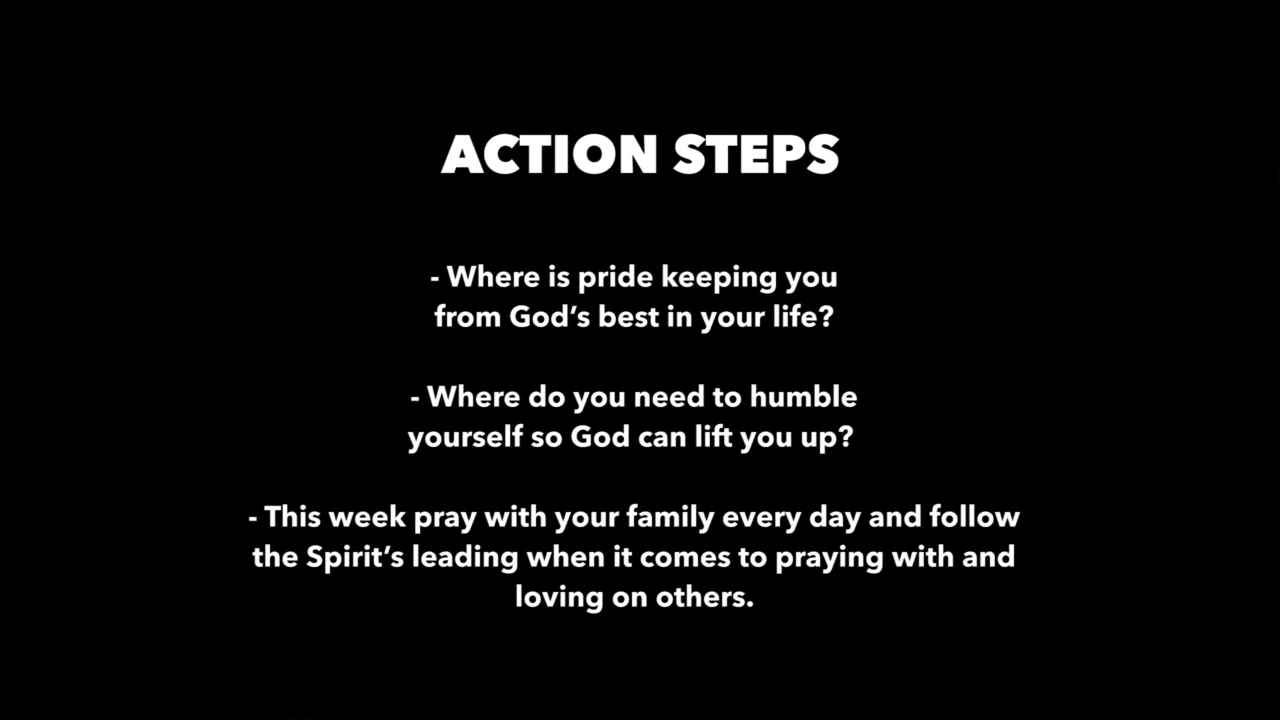 ACTION STEPS
- Where is pride keeping you
from God’s best in your life?
- Where do you need to humble
yourself so God can lift you up?
- This week pray with your family every day and follow
the Spirit’s leading when it comes to praying with and
loving on others.